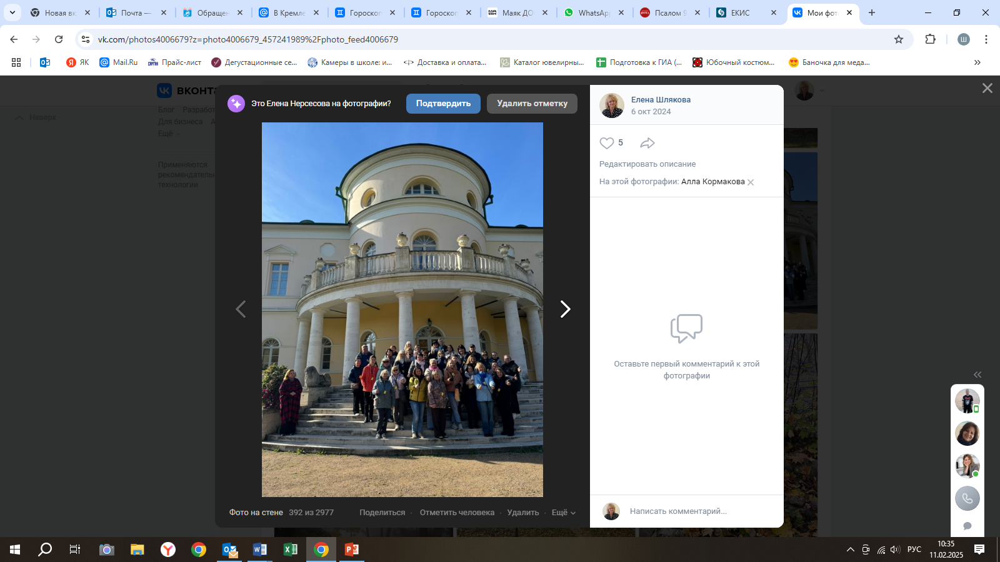 Новая вк
Почта —
Обращен
В Кремле
Гороскоп
Гороскоп
Маяк ДО
WhatsApp
Псалом 9
ЕКИС
Мои фот
vk.com/photos4006679?z=photo4006679_457241989%2Fphoto_feed4006679
Ш
ЯК
Mail.Ru
Прайс-лист
Дегустационные се...
Камеры в школе: и...
Доставка и оплата...
Каталог ювелирны...
Подготовка к ГИА (...
Юбочный костюм...
Баночка для меда...
ВКОНТА
Наверх
Блог Разработ
Для бизнеса
Ещё
Применяются
рекомендатель
технологии
Это Елена Нерсесова на фотографии?
Подтвердить
Удалить отметку
Елена Шлякова
6 окт 2024
5
Редактировать описание
На этой фотографии: Алла Кормакова
Оставьте первый комментарий к этой
фотографии
Написать комментарий...
Фото на стене 392 из 2977
Поделиться · Отметить человека · Удалить · Ещё
РУС
10:35
11.02.2025